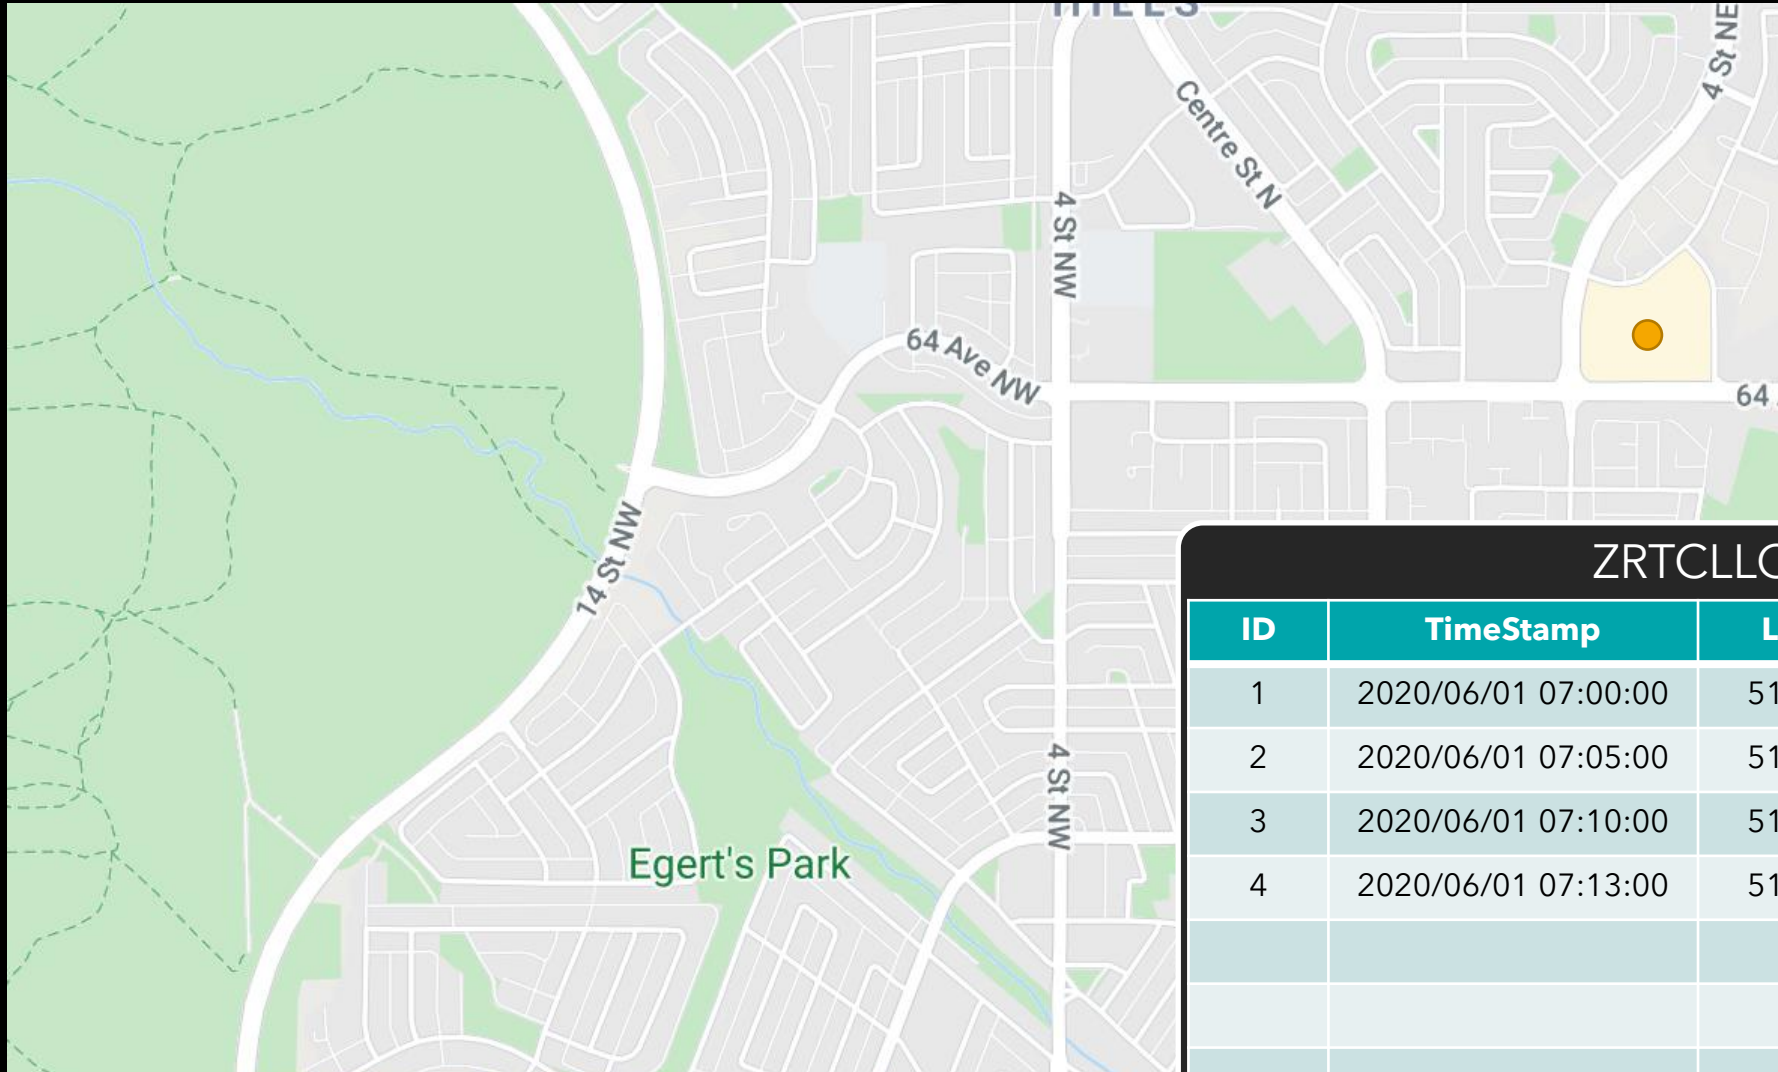 4 St NE
Centre St N
4 St NW
64 Ave NW
64
14 St NW
4 St NW
Egert's Park
ZRTCLLO
ID TimeStamp L
1 2020/06/01 07:00:00 51
2 2020/06/01 07:05:00 51
3 2020/06/01 07:10:00 51
4 2020/06/01 07:13:00 51